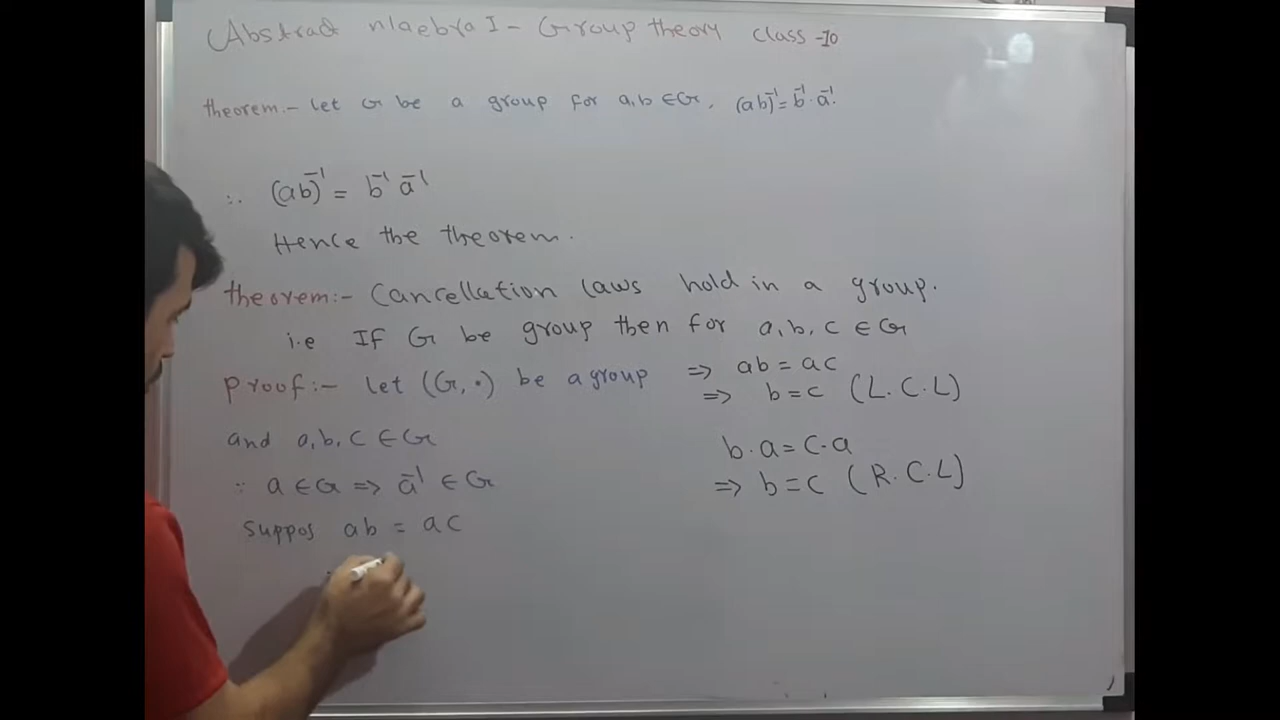 Abstract nlaebra I - Group theory class -10
theorem:- let G be a group for a,b ∈ G, (ab)⁻¹ = b⁻¹·a⁻¹.
∴ (ab)⁻¹ = b⁻¹ a⁻¹
Hence the theorem.
theorem:- Cancellation laws hold in a group.
i.e If G be group then for a,b,c ∈ G
⇒ ab = ac
⇒ b = c (L.C.L)
b.a = c.a
⇒ b = c (R.C.L)
proof:- let (G, •) be a group
and a,b,c ∈ G
∵ a ∈ G ⇒ a⁻¹ ∈ G
suppos ab = ac